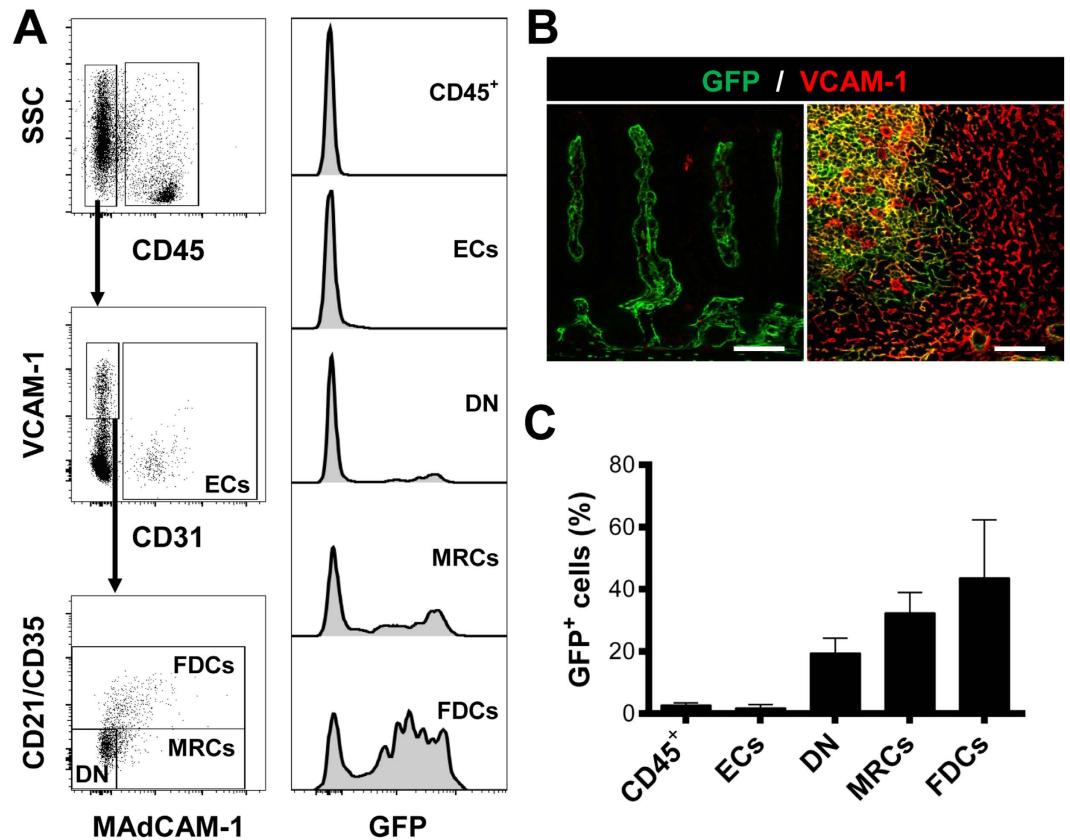 A
SSC
CD45
VCAM-1
ECs
CD31
CD21/CD35
FDCs
MRCs
DN
MAdCAM-1
CD45⁺
ECs
DN
MRCs
FDCs
GFP
B
GFP / VCAM-1
C
GFP⁺ cells (%)
80
60
40
20
0
CD45⁺
ECs
DN
MRCs
FDCs